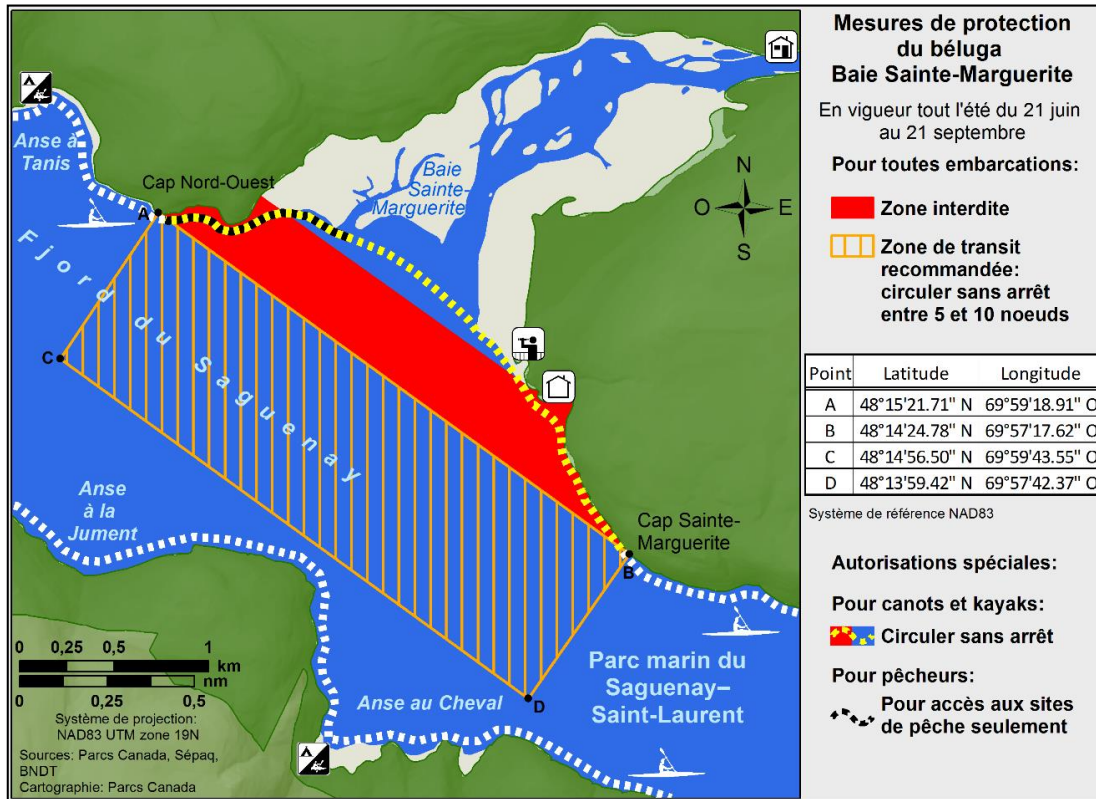 Anse à
Tanis
Cap Nord-Ouest
A
Baie
Sainte-
Marguerite
N
O E
S
Fjord du Saguenay
C
Anse
à la
Jument
Cap Sainte-
Marguerite
B
Parc marin du
Saguenay–
Saint-Laurent
Anse au Cheval
D
0 0,25 0,5 1
km
nm
0 0,5
Système de projection:
NAD83 UTM zone 19N
Sources: Parcs Canada, Sépaq,
BNDT
Cartographie: Parcs Canada
Mesures de protection
du béluga
Baie Sainte-Marguerite
En vigueur tout l'été du 21 juin
au 21 septembre
Pour toutes embarcations:
Zone interdite
Zone de transit
recommandée:
circuler sans arrêt
entre 5 et 10 noeuds
Point Latitude Longitude
A 48°15'21.71" N 69°59'18.91" O
B 48°14'24.78" N 69°57'17.62" O
C 48°14'56.50" N 69°59'43.55" O
D 48°13'59.42" N 69°57'42.37" O
Système de référence NAD83
Autorisations spéciales:
Pour canots et kayaks:
Circuler sans arrêt
Pour pêcheurs:
Pour accès aux sites
de pêche seulement